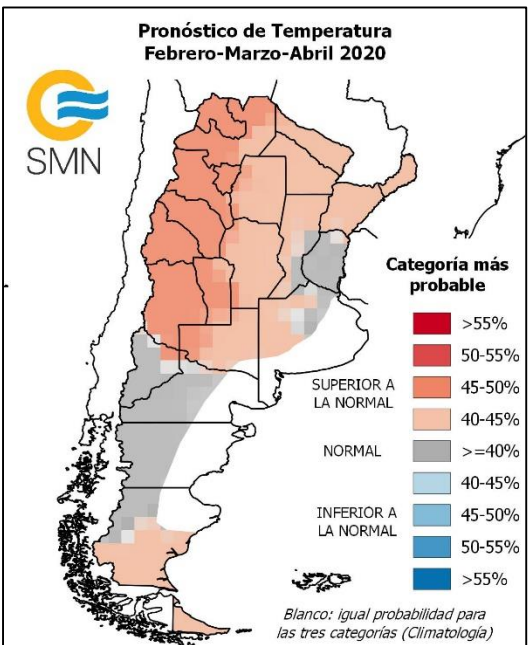 Pronóstico de Temperatura
Febrero-Marzo-Abril 2020
SMN
Categoría más
probable
>55%
50-55%
SUPERIOR A
LA NORMAL
45-50%
40-45%
NORMAL
>=40%
40-45%
INFERIOR A
LA NORMAL
45-50%
50-55%
>55%
Blanco: igual probabilidad para
las tres categorías (Climatología)